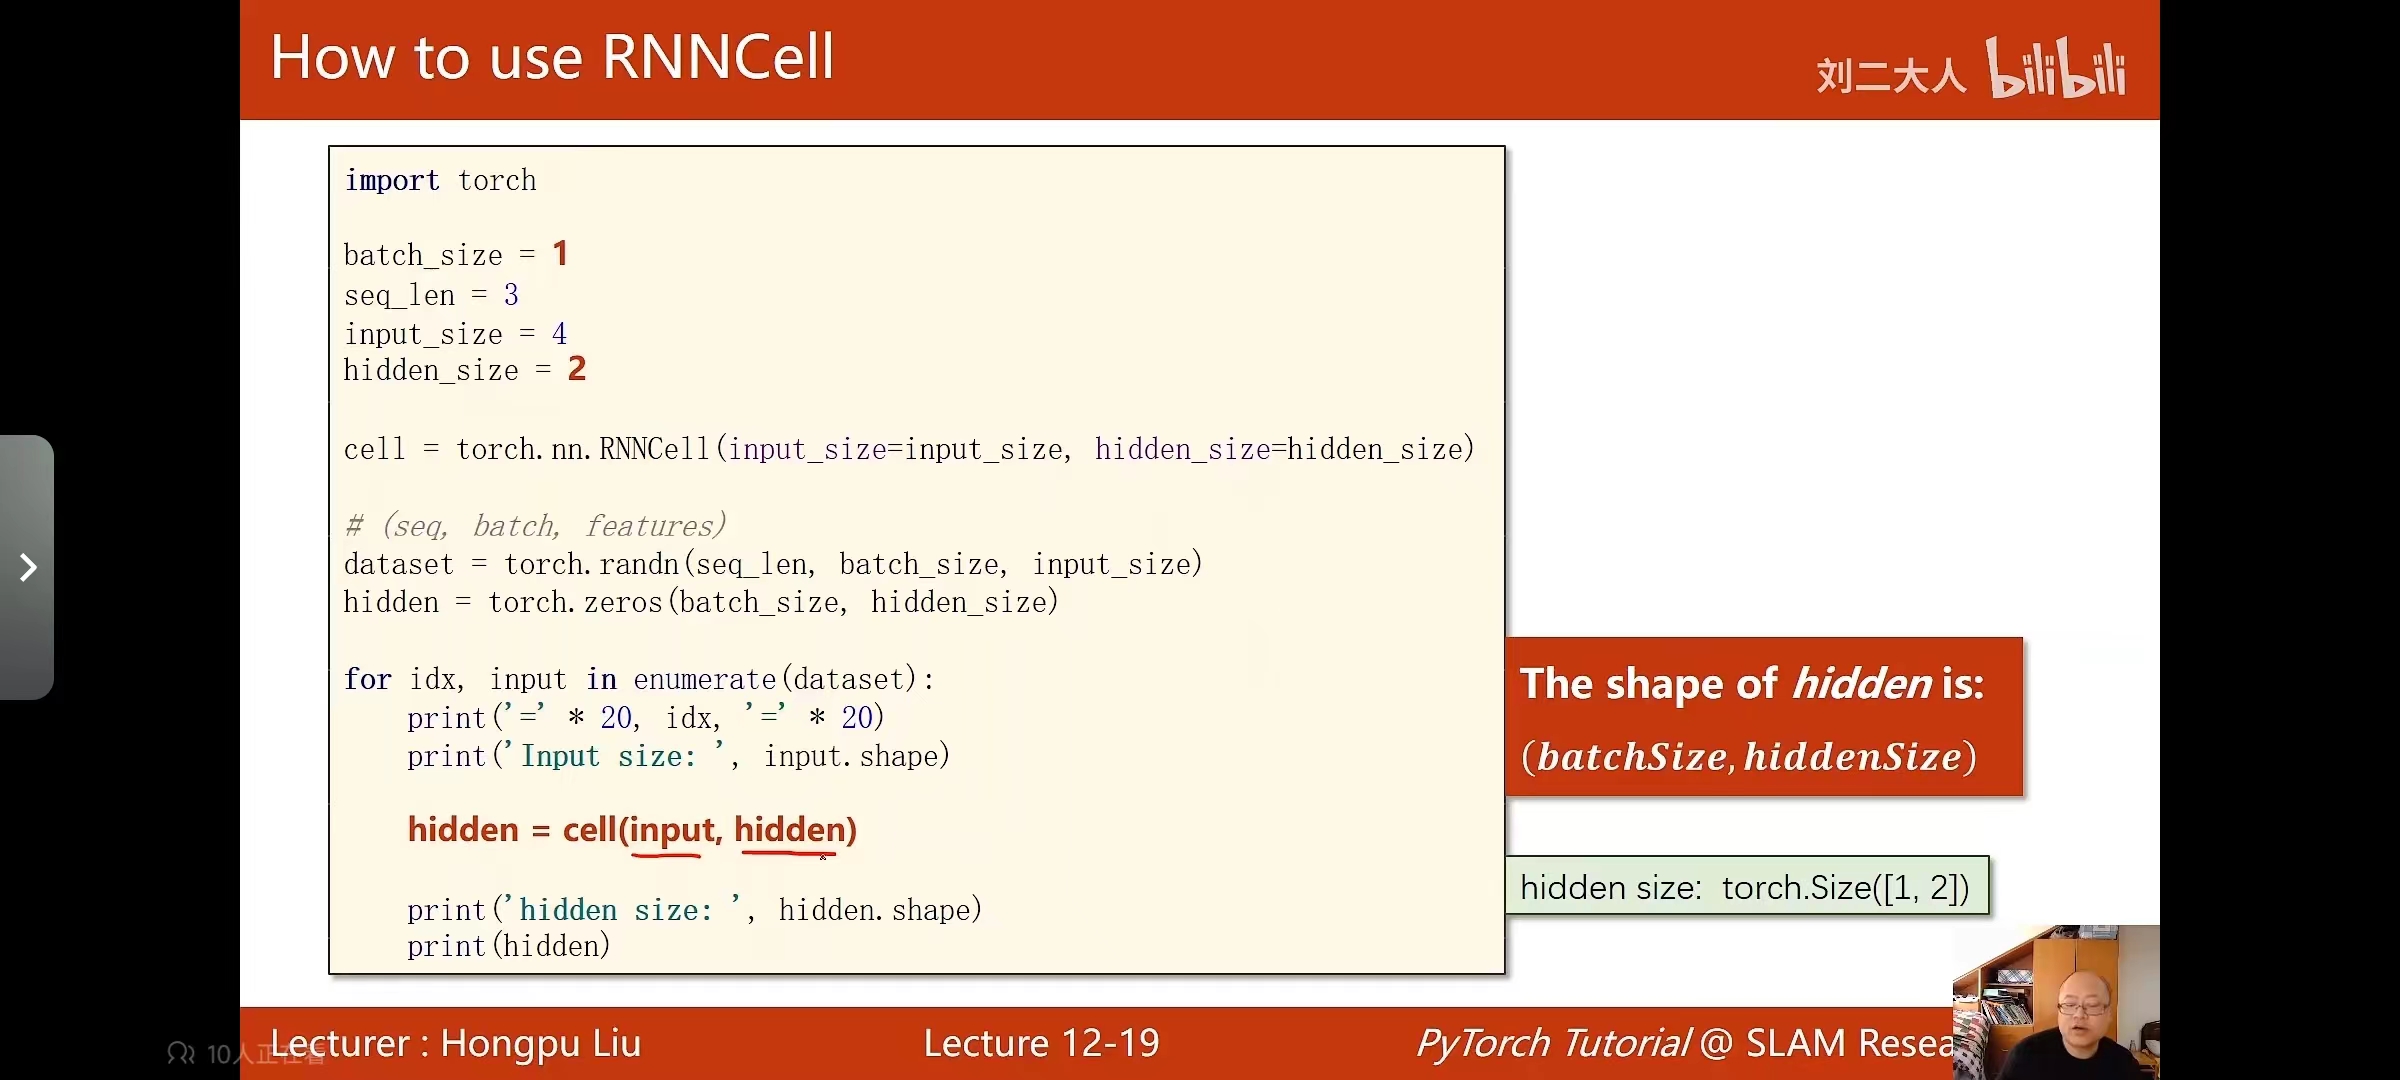 How to use RNNCell
刘二大人 bilibili
import torch
batch_size = 1
seq_len = 3
input_size = 4
hidden_size = 2
cell = torch.nn.RNNCell(input_size=input_size, hidden_size=hidden_size)
# (seq, batch, features)
dataset = torch.randn(seq_len, batch_size, input_size)
hidden = torch.zeros(batch_size, hidden_size)
for idx, input in enumerate(dataset):
print('=' * 20, idx, '=' * 20)
print('Input size: ', input.shape)
hidden = cell(input, hidden)
print('hidden size: ', hidden.shape)
print(hidden)
The shape of hidden is:
(batchSize, hiddenSize)
hidden size: torch.Size([1, 2])
Lecturer : Hongpu Liu
Lecture 12-19
PyTorch Tutorial @ SLAM Resea
10人正在看